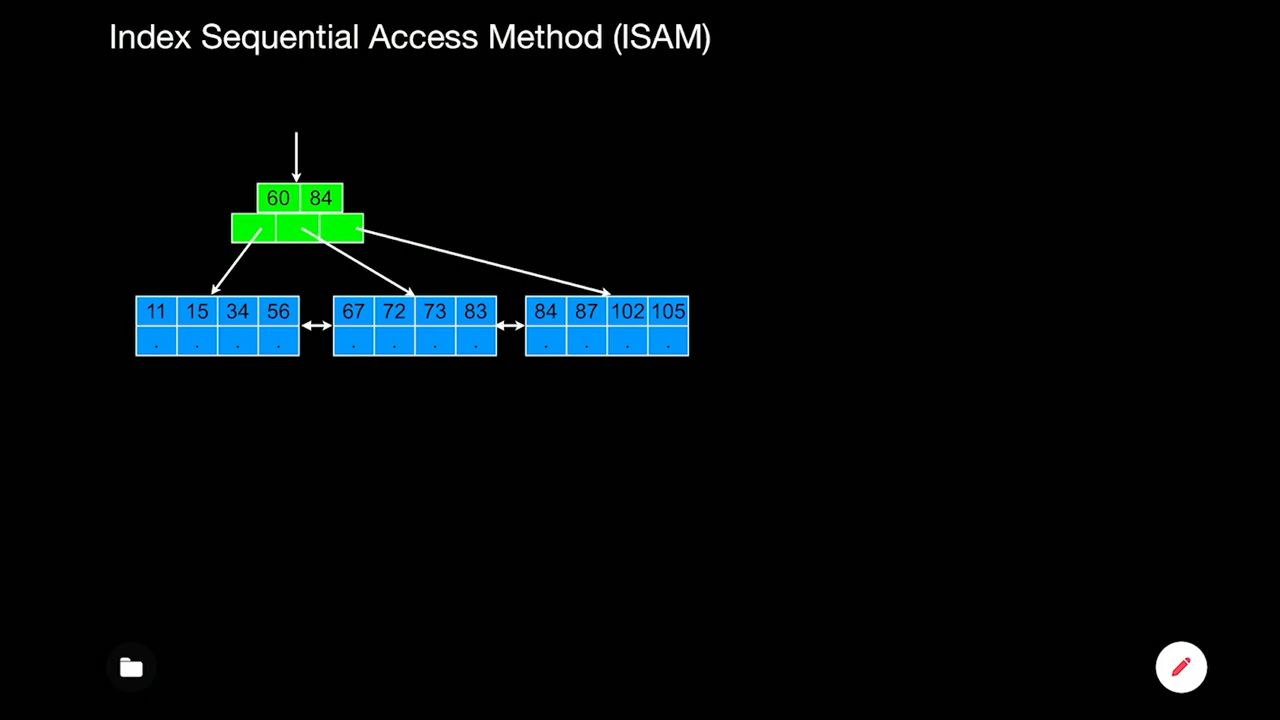 Index Sequential Access Method (ISAM)
60 84
11 15 34 56 67 72 73 83 84 87 102 105
. . . . . . . . . . . .